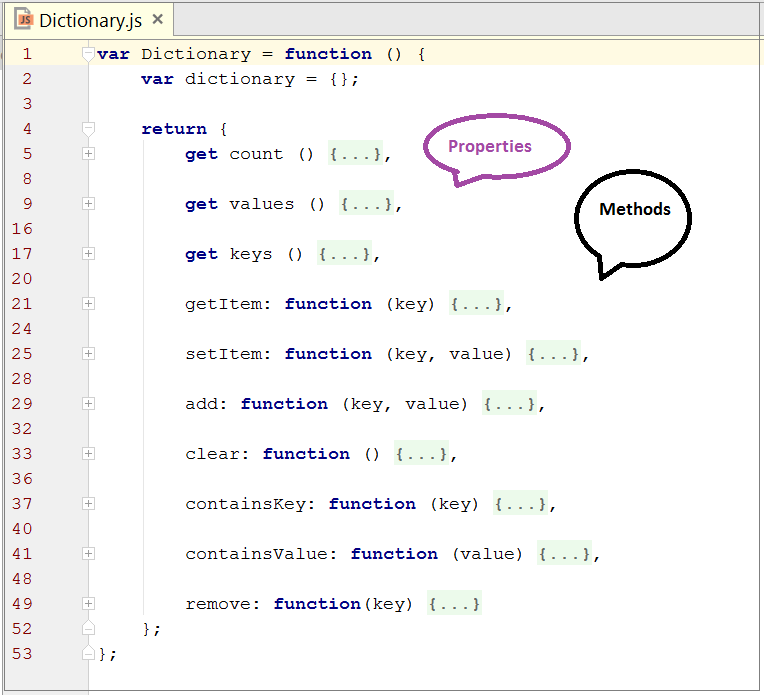 JS Dictionary.js ×
1 var Dictionary = function () {
2 var dictionary = {};
3
4 return {
5 get count () {...},
Properties
8
9 get values () {...},
Methods
16
17 get keys () {...},
20
21 getItem: function (key) {...},
24
25 setItem: function (key, value) {...},
28
29 add: function (key, value) {...},
32
33 clear: function () {...},
36
37 containsKey: function (key) {...},
40
41 containsValue: function (value) {...},
48
49 remove: function(key) {...}
52 };
53 };